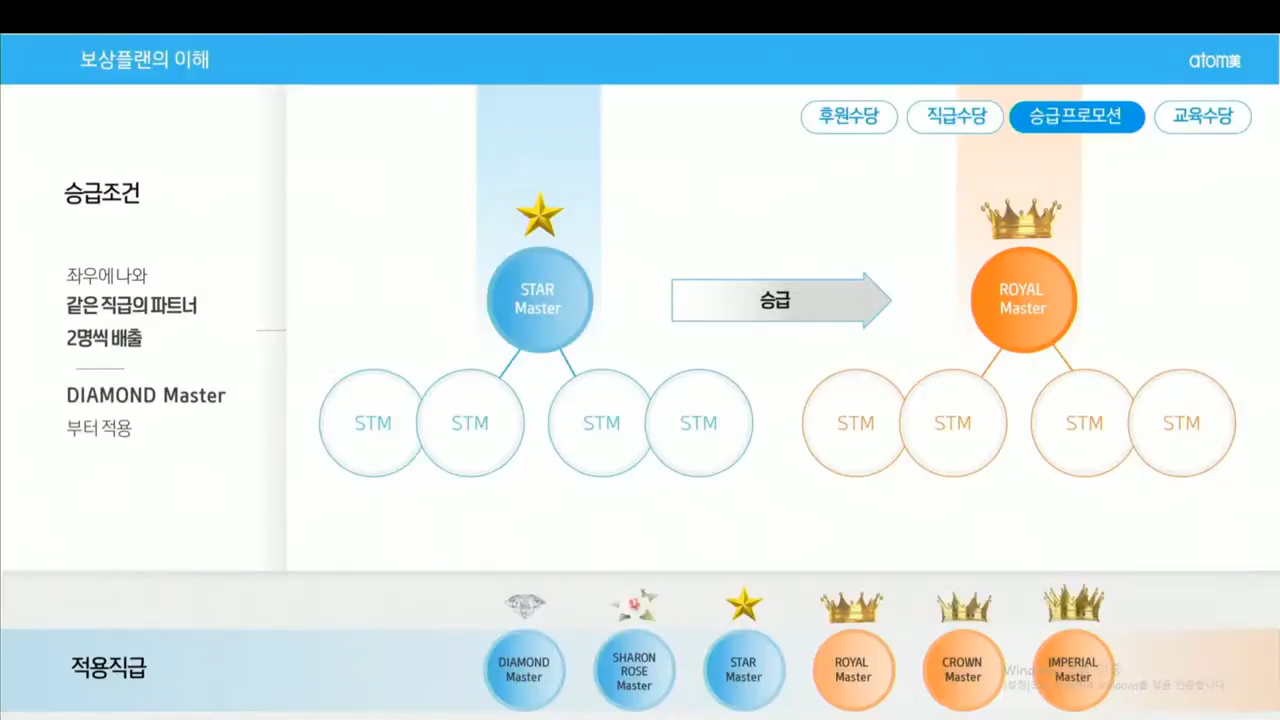 보상플랜의 이해
atom美
후원수당
직급수당
승급프로모션
교육수당
승급조건
좌우에 나와
같은 직급의 파트너
2명씩 배출
DIAMOND Master
부터 적용
STAR
Master
승급
ROYAL
Master
STM
STM
STM
STM
STM
STM
STM
STM
적용직급
DIAMOND
Master
SHARON
ROSE
Master
STAR
Master
ROYAL
Master
CROWN
Master
IMPERIAL
Master